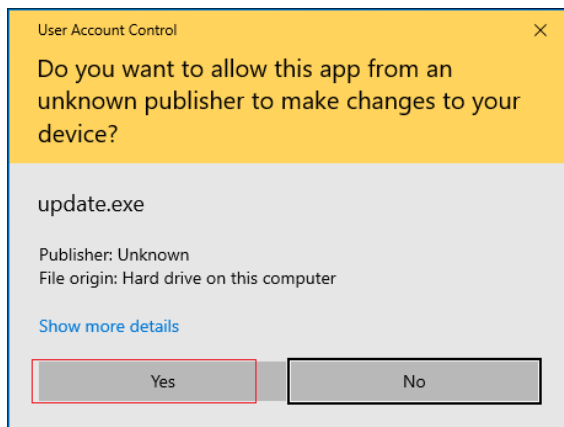 User Account Control
Do you want to allow this app from an
unknown publisher to make changes to your
device?
update.exe
Publisher: Unknown
File origin: Hard drive on this computer
Show more details
Yes
No